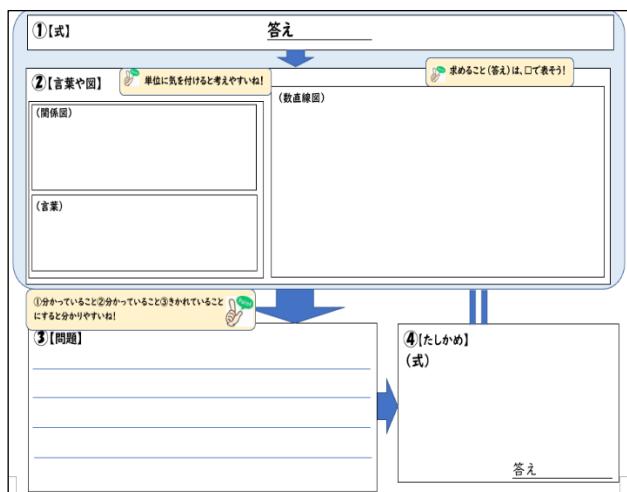 ①【式】 答え
②【言葉や図】
単位に気を付けると考えやすいね!
求めること(答え)は、□で表そう!
(関係図)
(数直線図)
(言葉)
①分かっていること②分かっていること③きかれていること
にすると分かりやすいね!
③【問題】
④【たしかめ】
(式)
答え